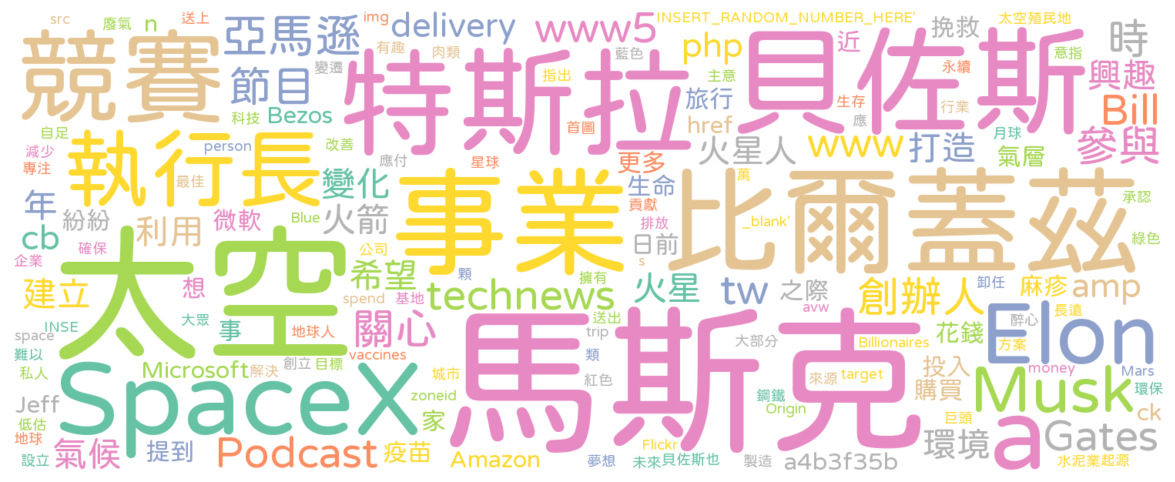 src 廢氣 n 送上 img 亞馬遜 delivery www5 INSERT_RANDOM_NUMBER_HERE' 太空殖民地
競賽 變遷 有趣 肉類 藍色 php 近 挽救 永續 意指 時
節目 科技 Bezos 特斯拉 指出 主意 旅行 生存 貝佐斯 行業 興趣 Bill
自足 改善 首圖 href 應 月球
減少 專注 執行長 person 應付 星球 更多 火星人 www 打造 氣層 參與
最佳 變化 事業 生命 貢獻 萬 比爾蓋茲 承認
年 紛紛 利用 微軟 Blue 火箭 排放 _blank' 綠色
cb 確保 公司 日前 s
企業 太空 希望 顆 擁有 火星 tw 之際 創辦人 卸任 麻疹 amp
建立 想 spend 基地 technews avw 長遠
INSE 大眾 事 地球人 關心 送出 trip 大部分 花錢 醉心 Elon
space 難以 vaccines 馬斯克 類 Billionaires 方案
私人 Microsoft 解決 創立 目標 城市 紅色 來源 target 投入 money Mars
Jeff SpaceX zoneid 家 鋼鐵 購買 Musk 環保
低估 Origin 巨頭 ck
地球 氣候 提到 Podcast 疫苗 Flickr 環境 a Gates
設立 Amazon 夢想 未來貝佐斯也 製造 a4b3f35b 水泥業起源